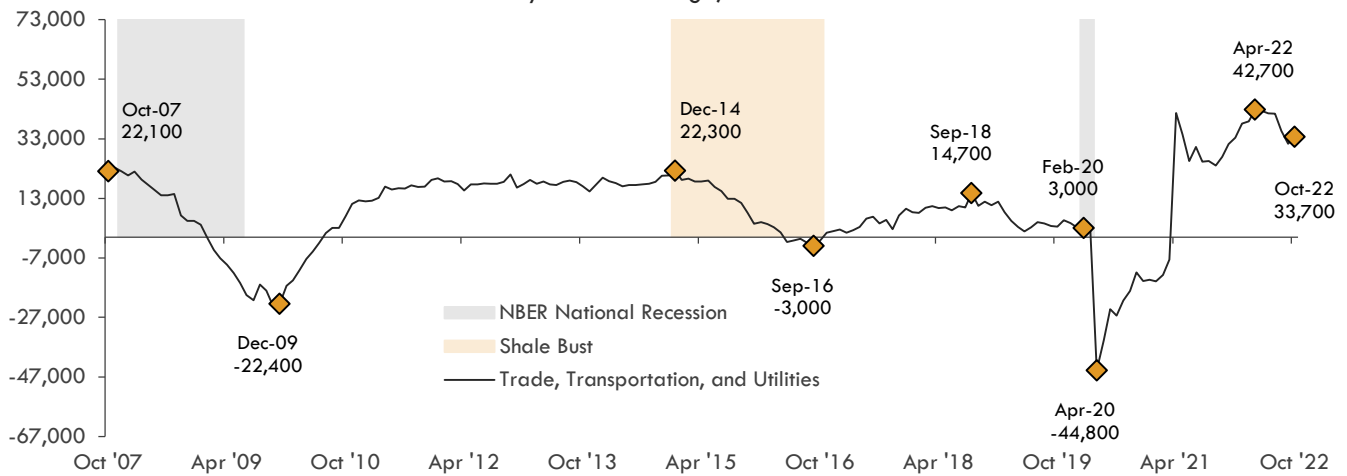 73,000
53,000
33,000
13,000
-7,000
-27,000
-47,000
-67,000
Oct-07
22,100
Dec-09
-22,400
Dec-14
22,300
Sep-16
-3,000
Sep-18
14,700
Feb-20
3,000
Apr-20
-44,800
Apr-22
42,700
Oct-22
33,700
NBER National Recession
Shale Bust
Trade, Transportation, and Utilities
Oct '07 Apr '09 Oct '10 Apr '12 Oct '13 Apr '15 Oct '16 Apr '18 Oct '19 Apr '21 Oct '22